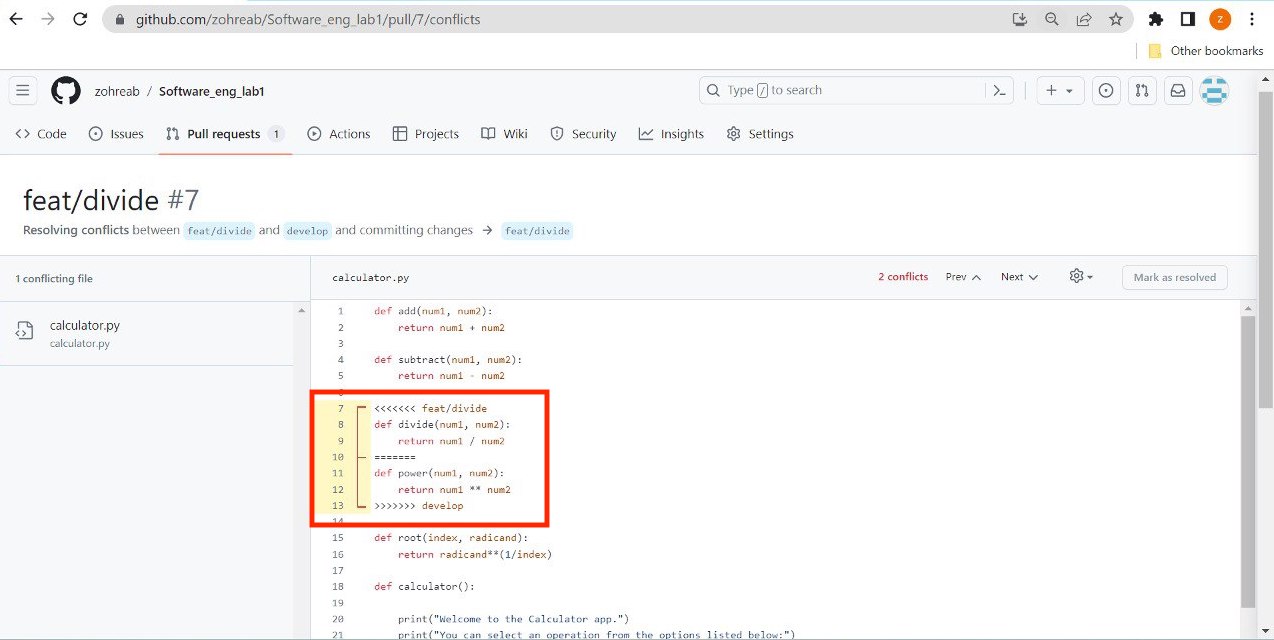 github.com/zohreab/Software_eng_lab1/pull/7/conflicts
Z
Other bookmarks
zohreab / Software_eng_lab1
Type / to search
Code Issues Pull requests 1 Actions Projects Wiki Security Insights Settings
feat/divide #7
Resolving conflicts between feat/divide and develop and committing changes → feat/divide
1 conflicting file
calculator.py
calculator.py
calculator.py 2 conflicts Prev Next Mark as resolved
1 def add(num1, num2):
2 return num1 + num2
3
4 def subtract(num1, num2):
5 return num1 - num2
6
7 <<<<<<< feat/divide
8 def divide(num1, num2):
9 return num1 / num2
10 =======
11 def power(num1, num2):
12 return num1 ** num2
13 >>>>>>> develop
14
15 def root(index, radicand):
16 return radicand**(1/index)
17
18 def calculator():
19
20 print("Welcome to the Calculator app.")
21 print("You can select an operation from the options listed below:")